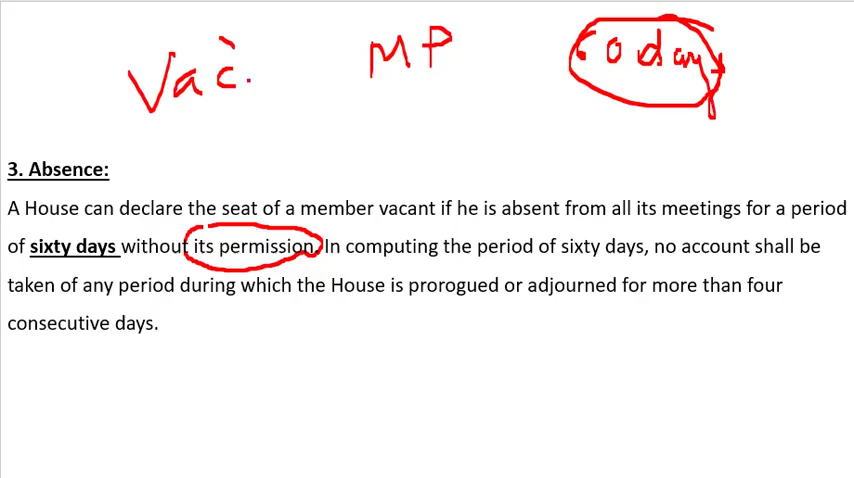 Vac. MP 60 days
3. Absence:
A House can declare the seat of a member vacant if he is absent from all its meetings for a period
of sixty days without its permission. In computing the period of sixty days, no account shall be
taken of any period during which the House is prorogued or adjourned for more than four
consecutive days.